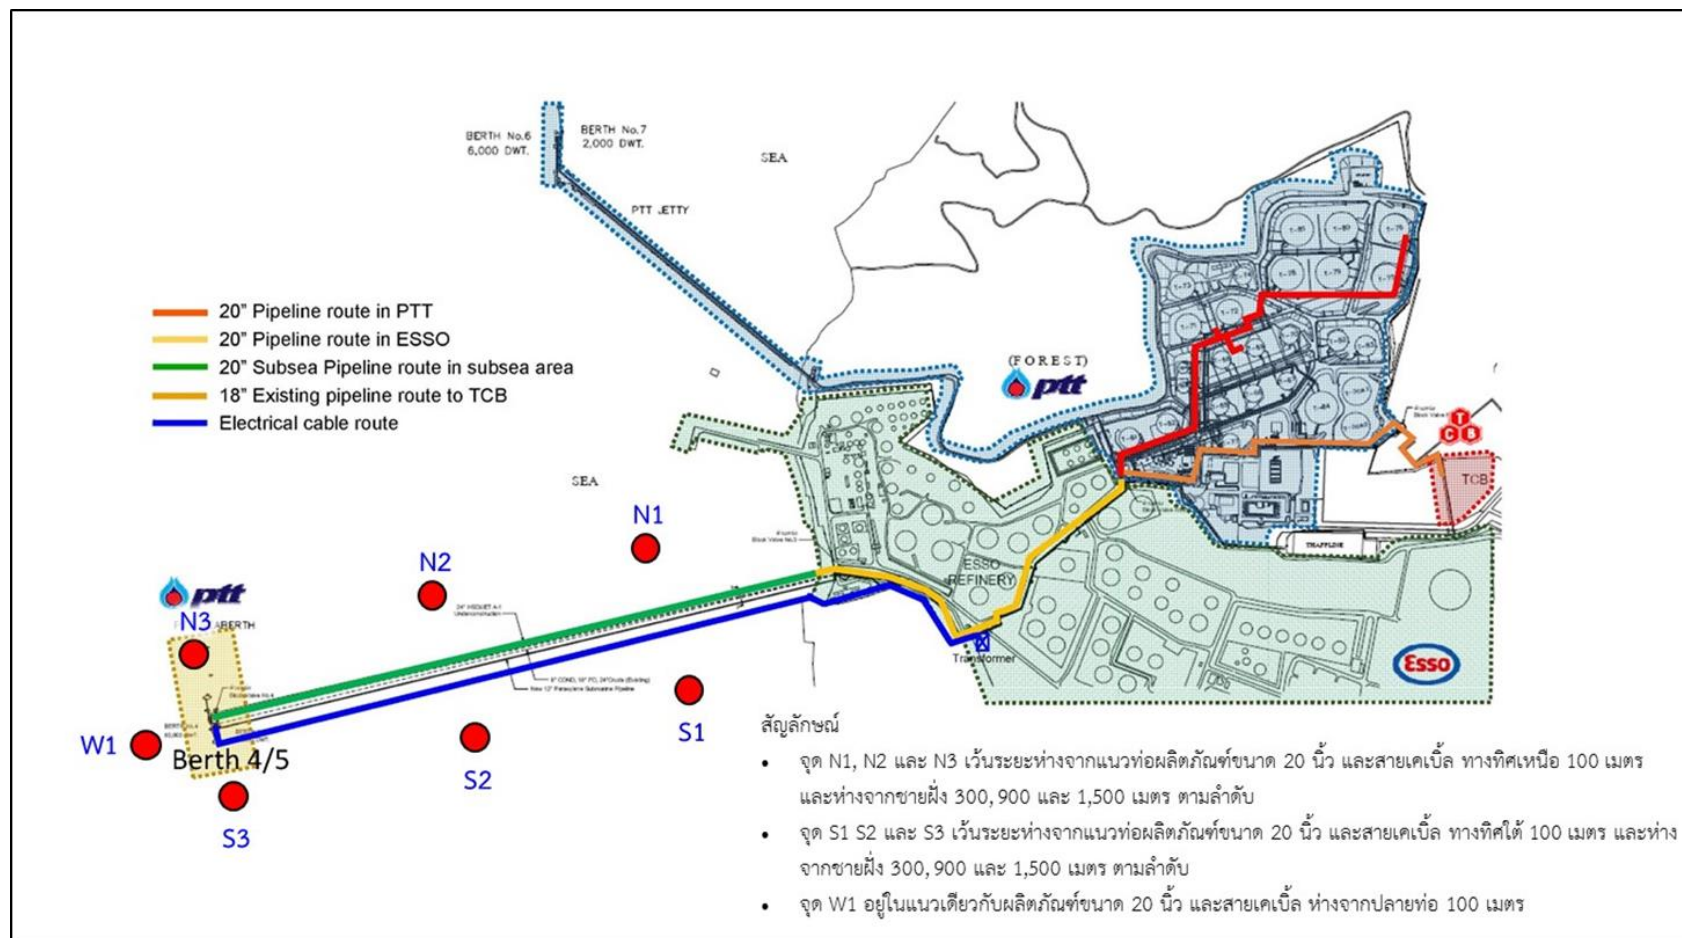 BERTH No.6
6,000 DWT.
BERTH No.7
2,000 DWT.
SEA
PTT JETTY
20" Pipeline route in PTT
20" Pipeline route in ESSO
20" Subsea Pipeline route in subsea area
18" Existing pipeline route to TCB
Electrical cable route
(FOREST)
ptt
T
C B
TCB
THAPPLINE
SEA
N1
N2
ptt
N3
ESSO
REFINERY
Transformer
Esso
W1
Berth 4/5
S1
S2
S3
สัญลักษณ์
• จุด N1, N2 และ N3 เว้นระยะห่างจากแนวท่อผลิตภัณฑ์ขนาด 20 นิ้ว และสายเคเบิ้ล ทางทิศเหนือ 100 เมตร
และห่างจากชายฝั่ง 300, 900 และ 1,500 เมตร ตามลำดับ
• จุด S1 S2 และ S3 เว้นระยะห่างจากแนวท่อผลิตภัณฑ์ขนาด 20 นิ้ว และสายเคเบิ้ล ทางทิศใต้ 100 เมตร และห่าง
จากชายฝั่ง 300, 900 และ 1,500 เมตร ตามลำดับ
• จุด W1 อยู่ในแนวเดียวกับผลิตภัณฑ์ขนาด 20 นิ้ว และสายเคเบิ้ล ห่างจากปลายท่อ 100 เมตร